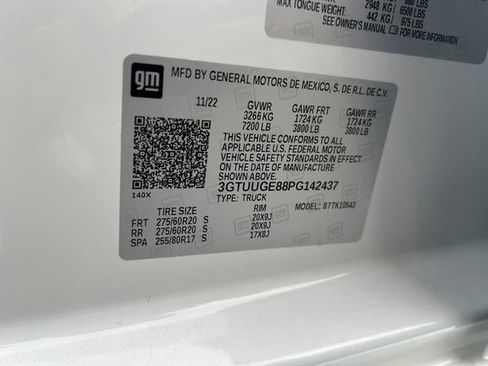 2948 KG / 6500 LBS
MAX TONGUE WEIGHT:
442 KG / 975 LBS
SEE OWNER'S MANUAL FOR MORE INFORMATION
gm
MFD BY GENERAL MOTORS DE MEXICO, S. DE R.L. DE C.V.
11/22 GVWR GAWR FRT GAWR RR
3266 KG 1724 KG 1724 KG
7200 LB 3800 LB 3800 LB
THIS VEHICLE CONFORMS TO ALL
APPLICABLE U.S. FEDERAL MOTOR
VEHICLE SAFETY STANDARDS IN EFFECT
ON THE DATE OF MANUFACTURE
SHOWN ABOVE.
3GTUUGE88PG142437
140X
TYPE: TRUCK MODEL: 87TK10543
TIRE SIZE RIM
FRT 275/60R20 S 20X9J
RR 275/60R20 S 20X9J
SPA 255/80R17 S 17X8J